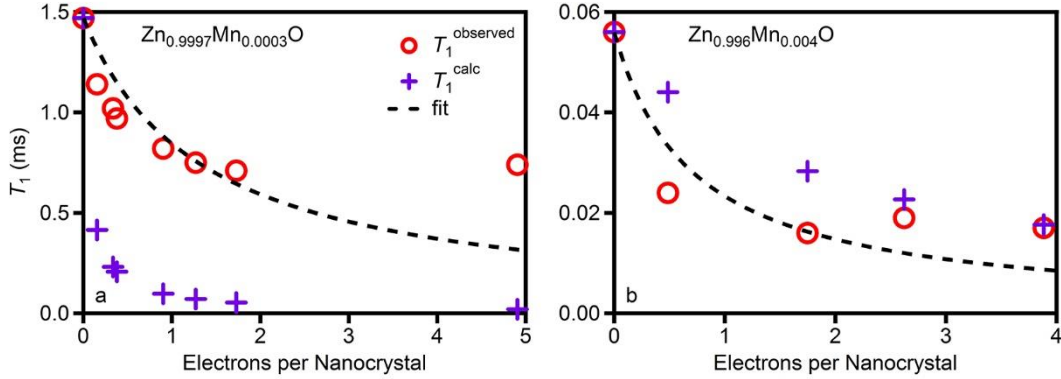 Zn0.9997Mn0.0003O
T1observed
T1calc
fit
1.5
1.0
0.5
0.0
T1 (ms)
a
0 1 2 3 4 5
Electrons per Nanocrystal
Zn0.996Mn0.004O
0.06
0.04
0.02
0.00
b
0 1 2 3 4
Electrons per Nanocrystal